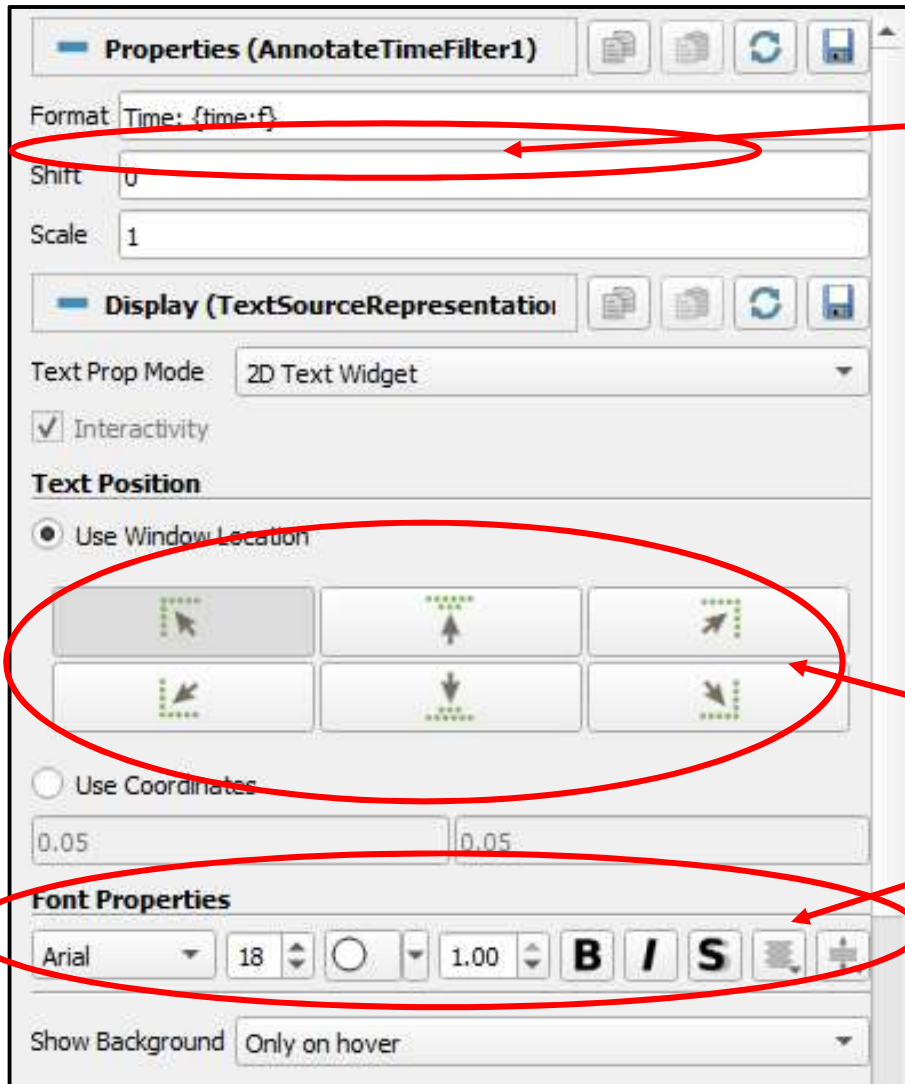 Properties (AnnotateTimeFilter1)
Format Time: {time:f}
Shift 0
Scale 1
Display (TextSourceRepresentation
Text Prop Mode 2D Text Widget
Interactivity
Text Position
Use Window Location
Use Coordinates
0.05 0.05
Font Properties
Arial 18 1.00 B I S
Show Background Only on hover